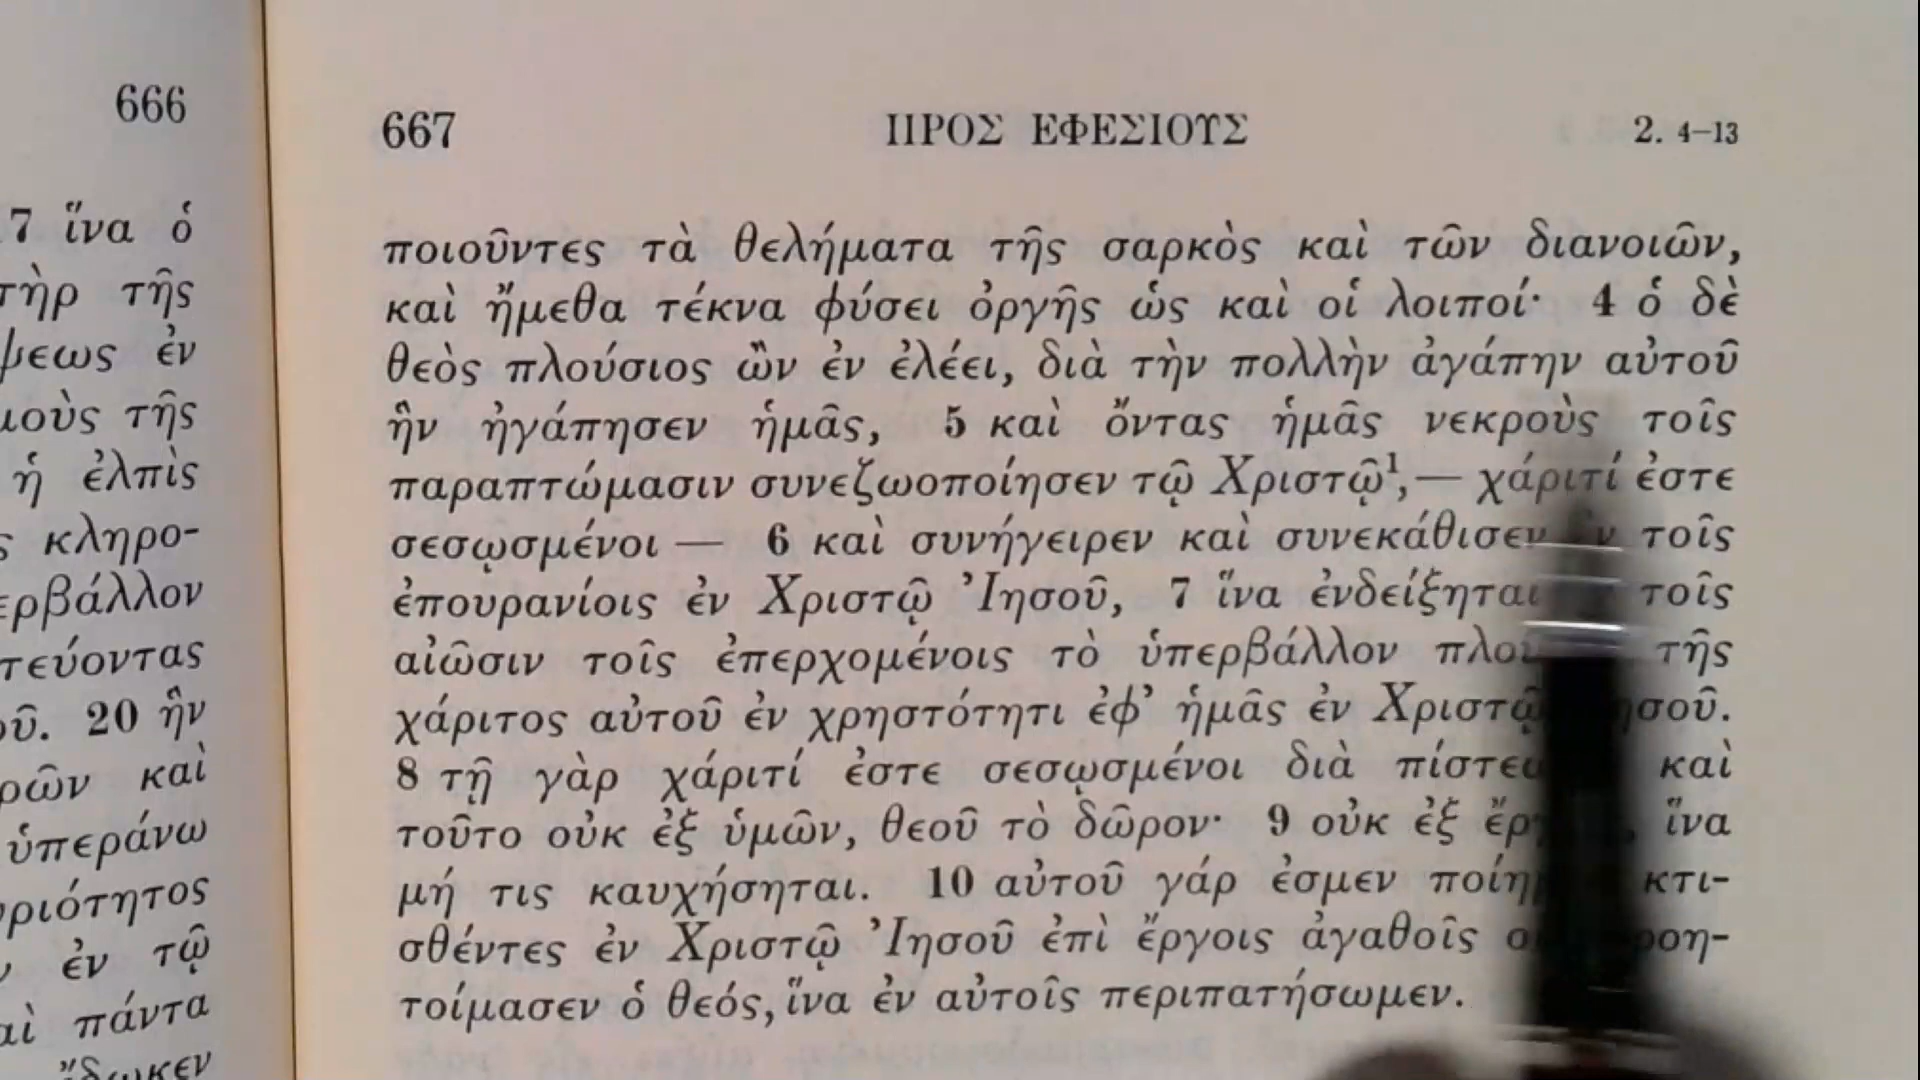 666
7 ἵνα ὁ
τὴρ τῆς
ψεως ἐν
μοὺς τῆς
ἡ ἐλπὶς
ς κληρο-
ερβάλλον
τεύοντας
οῦ. 20 ἣν
ρῶν καὶ
ὑπεράνω
υριότητος
ἐν τῷ
αὶ πάντα
667 ΠΡΟΣ ΕΦΕΣΙΟΥΣ 2. 4–13
ποιοῦντες τὰ θελήματα τῆς σαρκὸς καὶ τῶν διανοιῶν,
καὶ ἤμεθα τέκνα φύσει ὀργῆς ὡς καὶ οἱ λοιποί· 4 ὁ δὲ
θεὸς πλούσιος ὢν ἐν ἐλέει, διὰ τὴν πολλὴν ἀγάπην αὐτοῦ
ἣν ἠγάπησεν ἡμᾶς, 5 καὶ ὄντας ἡμᾶς νεκροὺς τοῖς
παραπτώμασιν συνεζωοποίησεν τῷ Χριστῷ¹,— χάριτί ἐστε
σεσῳσμένοι — 6 καὶ συνήγειρεν καὶ συνεκάθισεν ἐν τοῖς
ἐπουρανίοις ἐν Χριστῷ Ἰησοῦ, 7 ἵνα ἐνδείξηται τοῖς
αἰῶσιν τοῖς ἐπερχομένοις τὸ ὑπερβάλλον τῆς
χάριτος αὐτοῦ ἐν χρηστότητι ἐφ’ ἡμᾶς ἐν Χριστῷ Ἰησοῦ.
8 τῇ γὰρ χάριτί ἐστε σεσῳσμένοι διὰ καὶ
τοῦτο οὐκ ἐξ ὑμῶν, θεοῦ τὸ δῶρον· 9 οὐκ ἐξ ἵνα
μή τις καυχήσηται. 10 αὐτοῦ γάρ ἐσμεν κτι-
σθέντες ἐν Χριστῷ Ἰησοῦ ἐπὶ ἔργοις ἀγαθοῖς
τοίμασεν ὁ θεός, ἵνα ἐν αὐτοῖς περιπατήσωμεν.